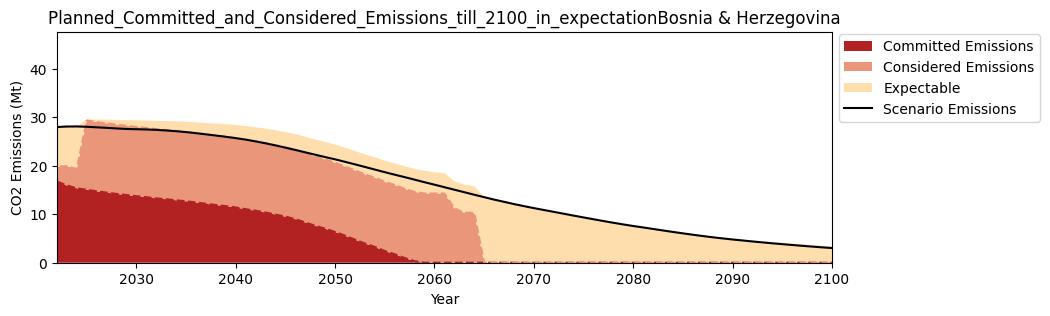 Planned_Committed_and_Considered_Emissions_till_2100_in_expectationBosnia & Herzegovina
CO2 Emissions (Mt)
40
30
20
10
0
2030 2040 2050 2060 2070 2080 2090 2100
Year
Committed Emissions
Considered Emissions
Expectable
Scenario Emissions